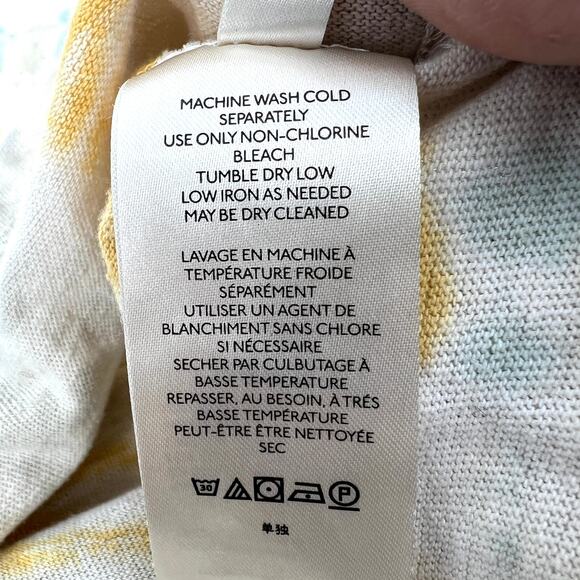 MACHINE WASH COLD
SEPARATELY
USE ONLY NON-CHLORINE
BLEACH
TUMBLE DRY LOW
LOW IRON AS NEEDED
MAY BE DRY CLEANED
LAVAGE EN MACHINE À
TEMPÉRATURE FROIDE
SÉPARÉMENT
UTILISER UN AGENT DE
BLANCHIMENT SANS CHLORE
SI NÉCESSAIRE
SECHER PAR CULBUTAGE À
BASSE TEMPERATURE
REPASSER, AU BESOIN, À TRÉS
BASSE TEMPÉRATURE
PEUT-ÊTRE ÊTRE NETTOYÉE
SEC
30 P
单独